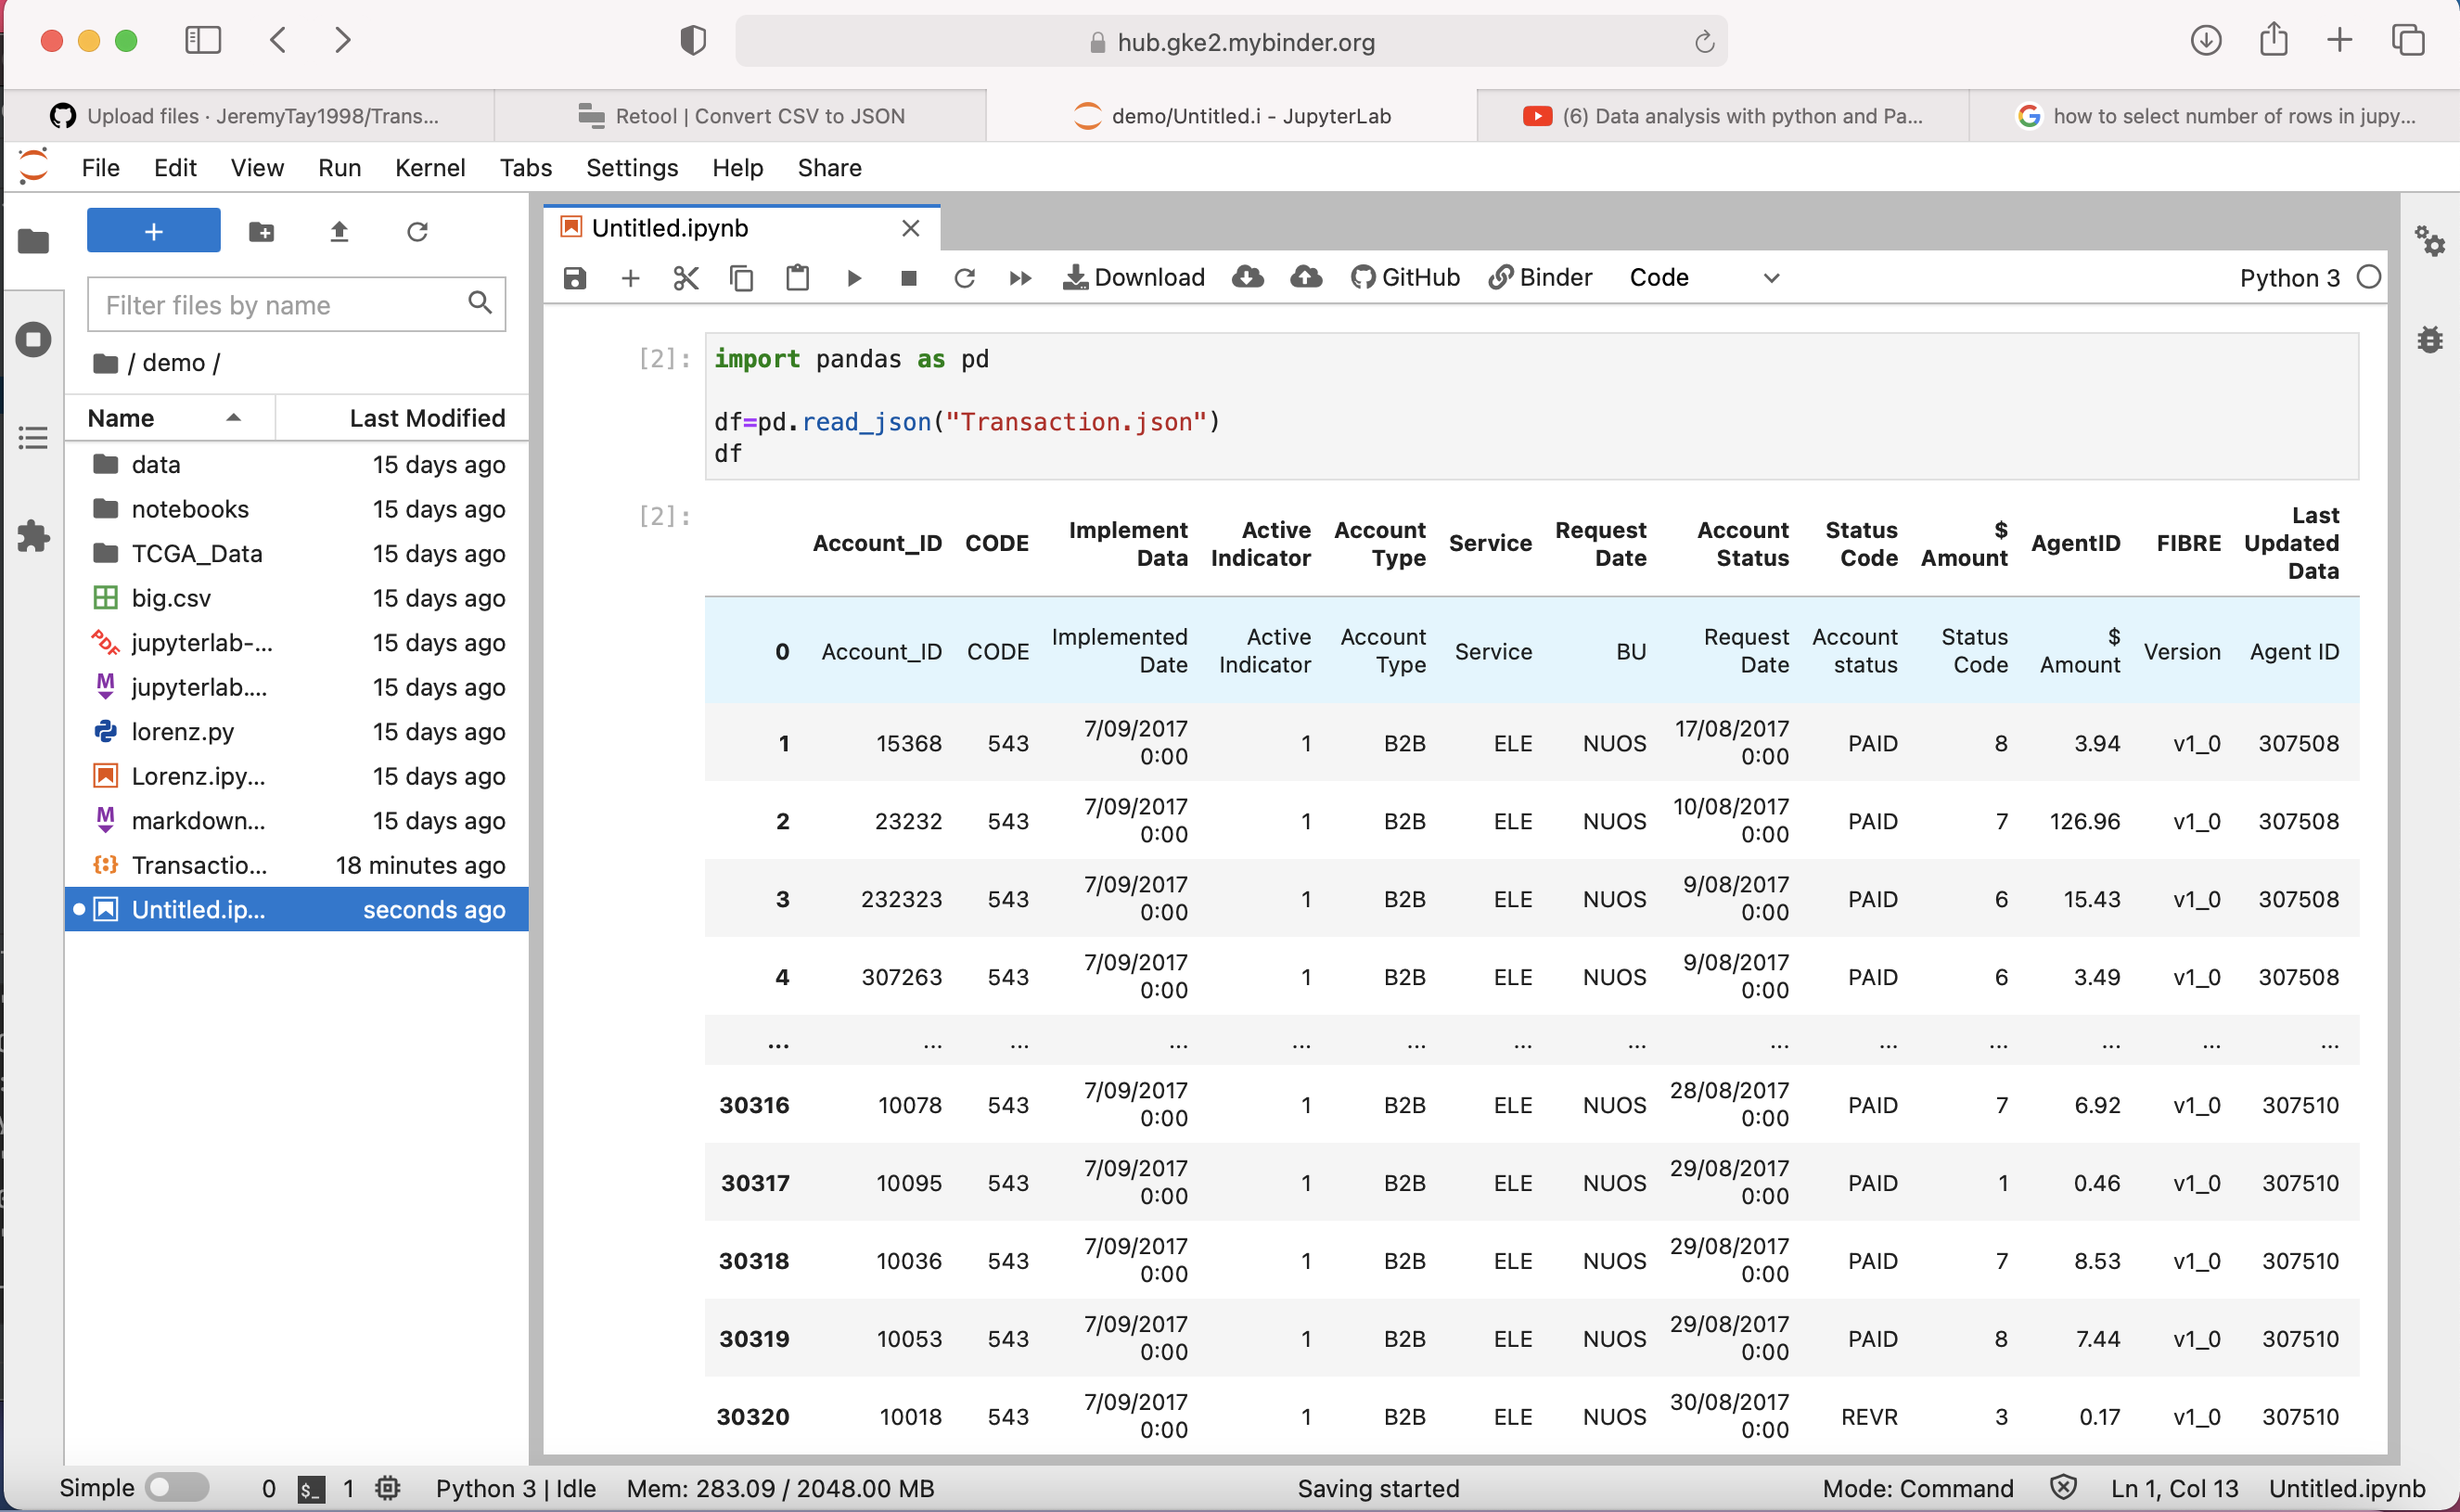 hub.gke2.mybinder.org
Upload files · JeremyTay1998/Trans...
Retool | Convert CSV to JSON
demo/Untitled.i - JupyterLab
(6) Data analysis with python and Pa...
how to select number of rows in jupy...
File Edit View Run Kernel Tabs Settings Help Share
+
Filter files by name
/ demo /
Name Last Modified
data 15 days ago
notebooks 15 days ago
TCGA_Data 15 days ago
big.csv 15 days ago
PDF jupyterlab-... 15 days ago
M jupyterlab.... 15 days ago
lorenz.py 15 days ago
Lorenz.ipy... 15 days ago
M markdown... 15 days ago
{:} Transactio... 18 minutes ago
Untitled.ip... seconds ago
Untitled.ipynb
Download GitHub Binder Code Python 3
[2]: import pandas as pd
df=pd.read_json("Transaction.json")
df
[2]:
Account_ID CODE Implement Data Active Indicator Account Type Service Request Date Account Status Status Code $ Amount AgentID FIBRE Last Updated Data
0 Account_ID CODE Implemented Date Active Indicator Account Type Service BU Request Date Account status Status Code $ Amount Version Agent ID
1 15368 543 7/09/2017 0:00 1 B2B ELE NUOS 17/08/2017 0:00 PAID 8 3.94 v1_0 307508
2 23232 543 7/09/2017 0:00 1 B2B ELE NUOS 10/08/2017 0:00 PAID 7 126.96 v1_0 307508
3 232323 543 7/09/2017 0:00 1 B2B ELE NUOS 9/08/2017 0:00 PAID 6 15.43 v1_0 307508
4 307263 543 7/09/2017 0:00 1 B2B ELE NUOS 9/08/2017 0:00 PAID 6 3.49 v1_0 307508
... ... ... ... ... ... ... ... ... ... ... ... ... ...
30316 10078 543 7/09/2017 0:00 1 B2B ELE NUOS 28/08/2017 0:00 PAID 7 6.92 v1_0 307510
30317 10095 543 7/09/2017 0:00 1 B2B ELE NUOS 29/08/2017 0:00 PAID 1 0.46 v1_0 307510
30318 10036 543 7/09/2017 0:00 1 B2B ELE NUOS 29/08/2017 0:00 PAID 7 8.53 v1_0 307510
30319 10053 543 7/09/2017 0:00 1 B2B ELE NUOS 29/08/2017 0:00 PAID 8 7.44 v1_0 307510
30320 10018 543 7/09/2017 0:00 1 B2B ELE NUOS 30/08/2017 0:00 REVR 3 0.17 v1_0 307510
Simple 0 $_ 1 Python 3 | Idle Mem: 283.09 / 2048.00 MB Saving started Mode: Command Ln 1, Col 13 Untitled.ipynb